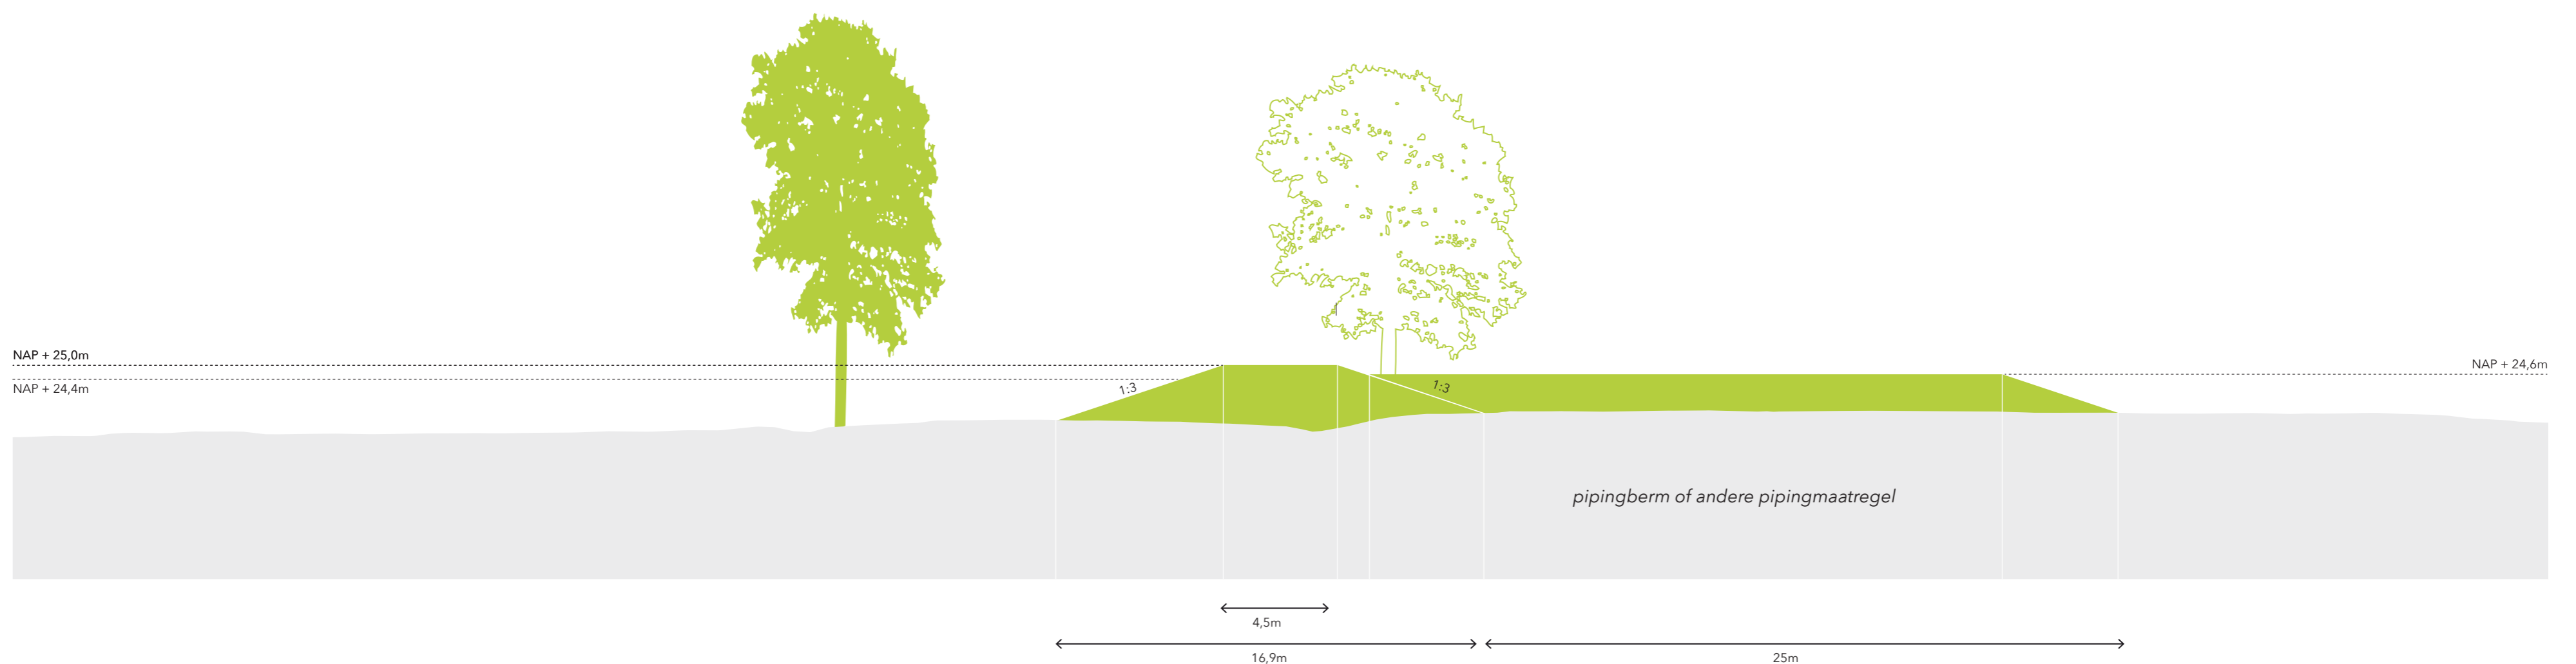 NAP + 25,0m
NAP + 24,4m
NAP + 24,6m
1:3
1:3
pipingberm of andere pipingmaatregel
4,5m
16,9m
25m